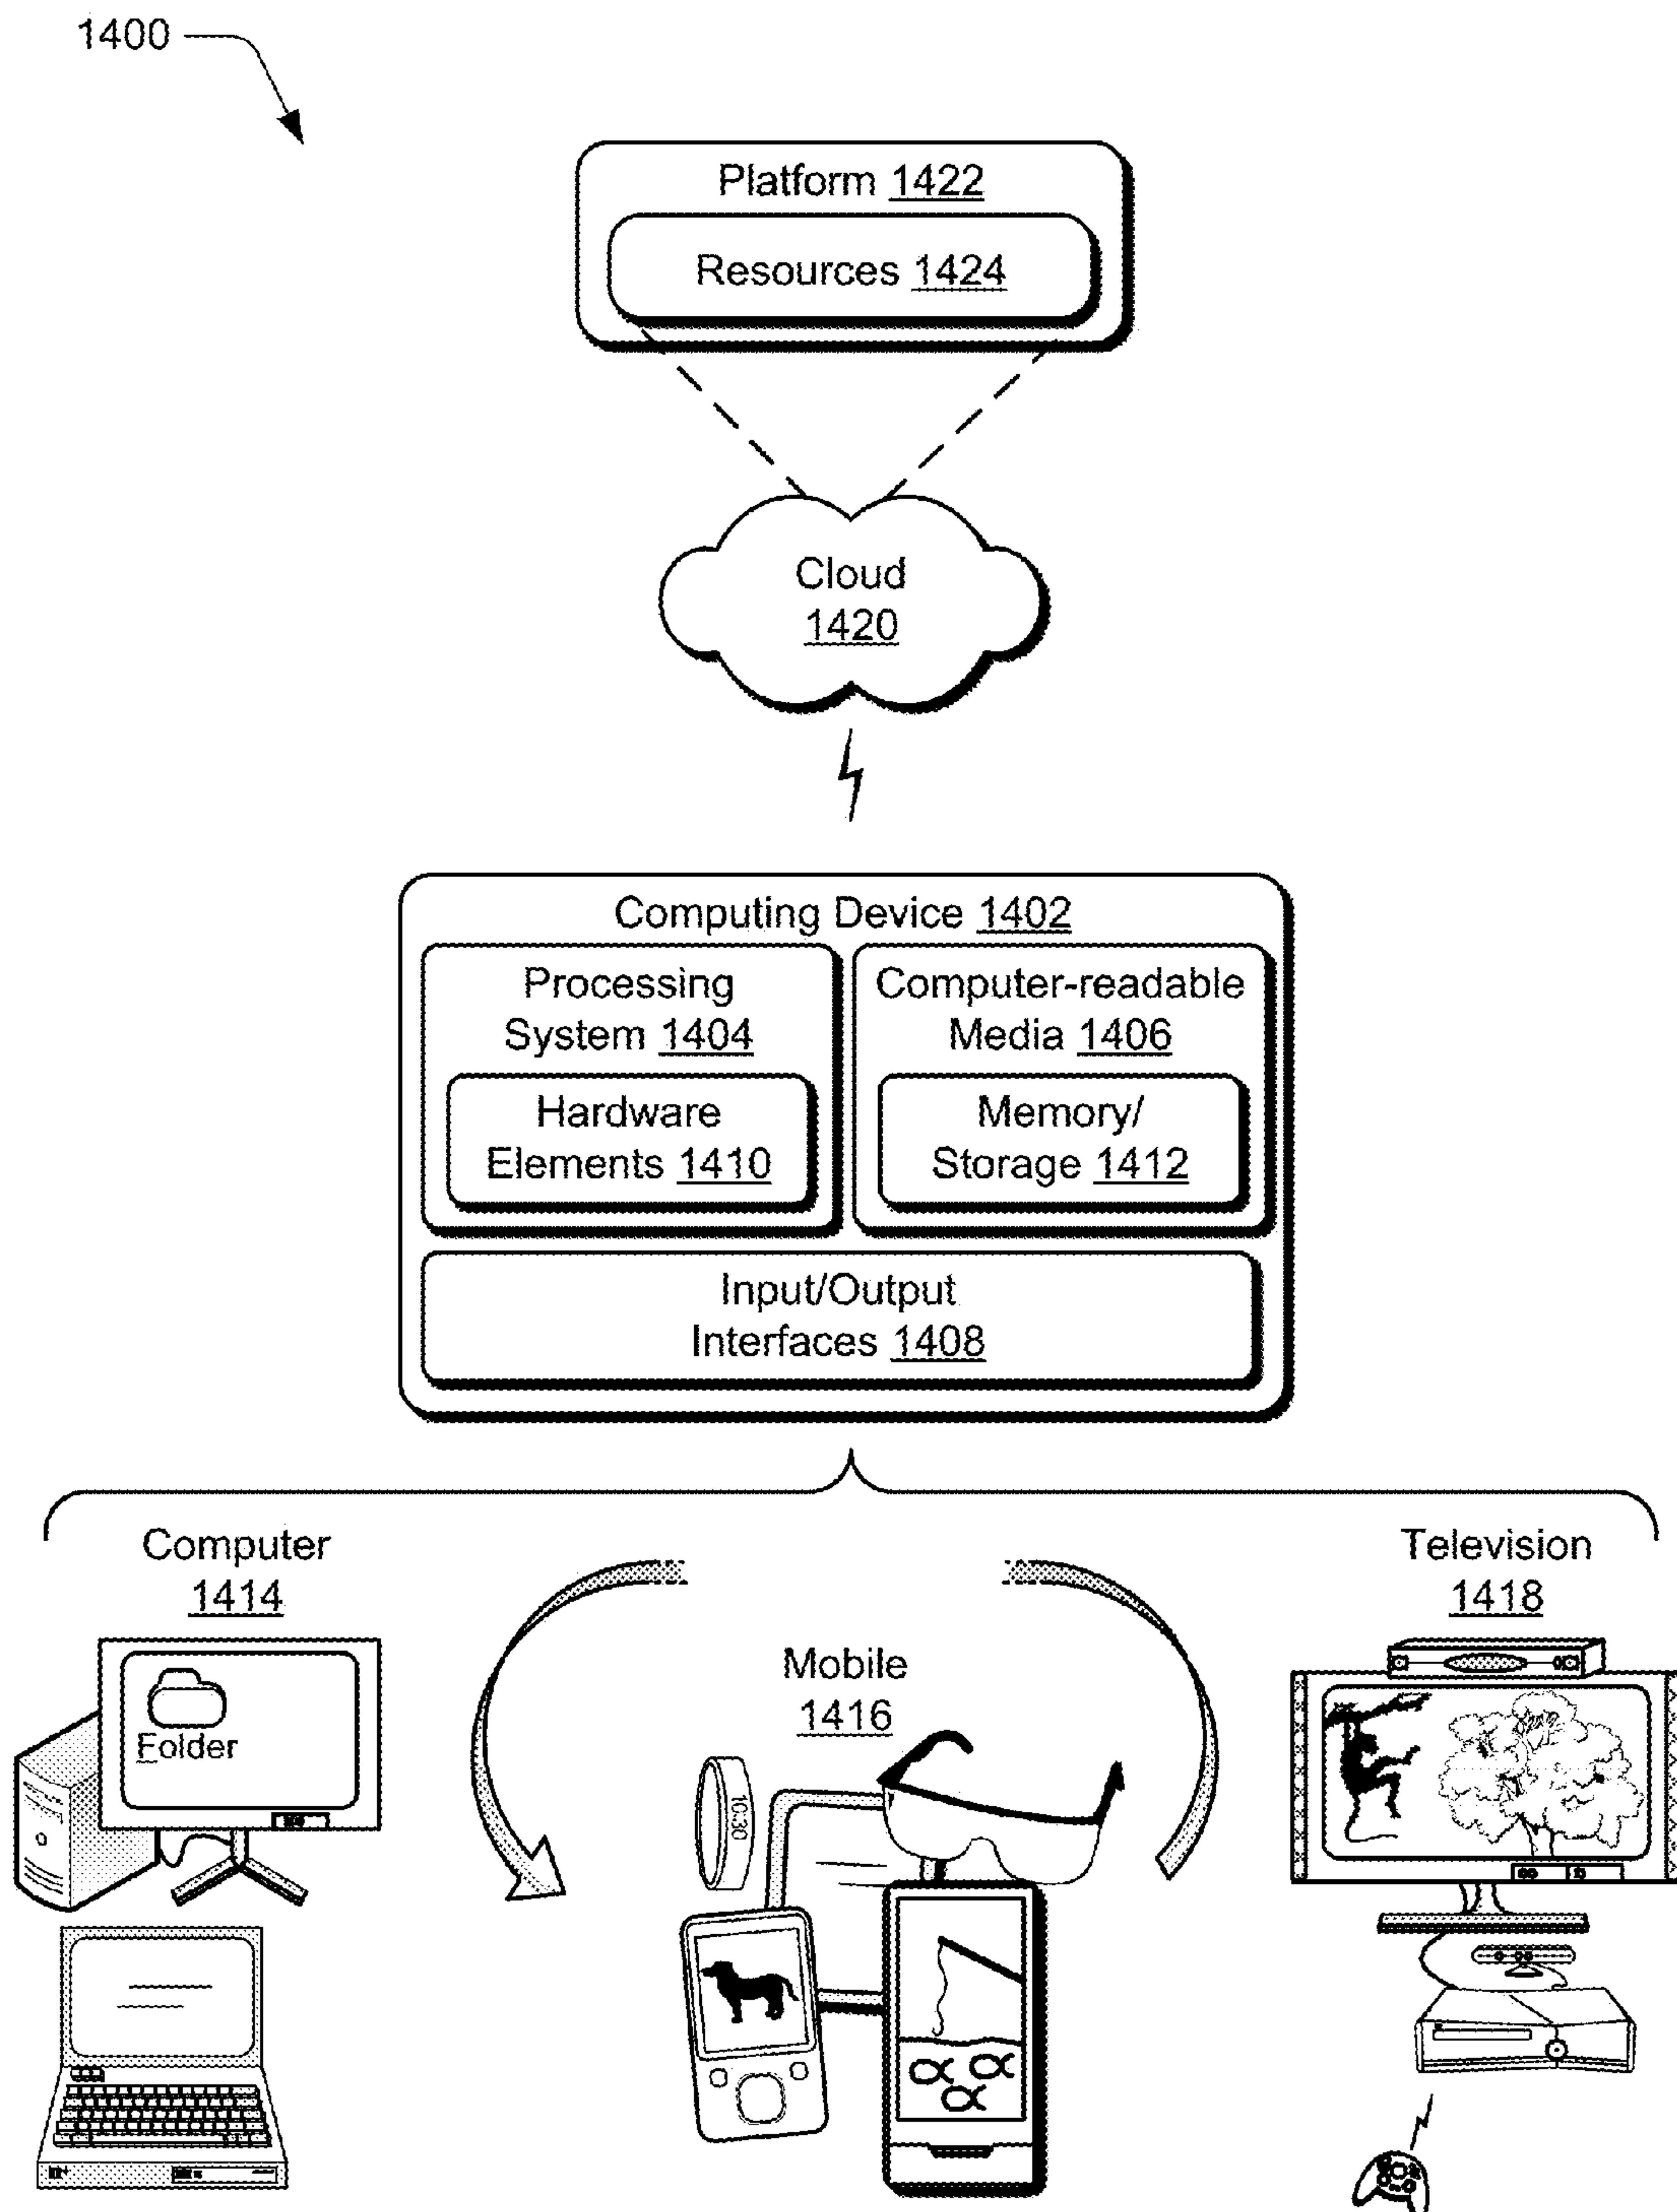 1400
Platform 1422
Resources 1424
Cloud
1420
Computing Device 1402
Processing
System 1404
Hardware
Elements 1410
Computer-readable
Media 1406
Memory/
Storage 1412
Input/Output
Interfaces 1408
Computer
1414
Folder
Mobile
1416
10:30
Television
1418